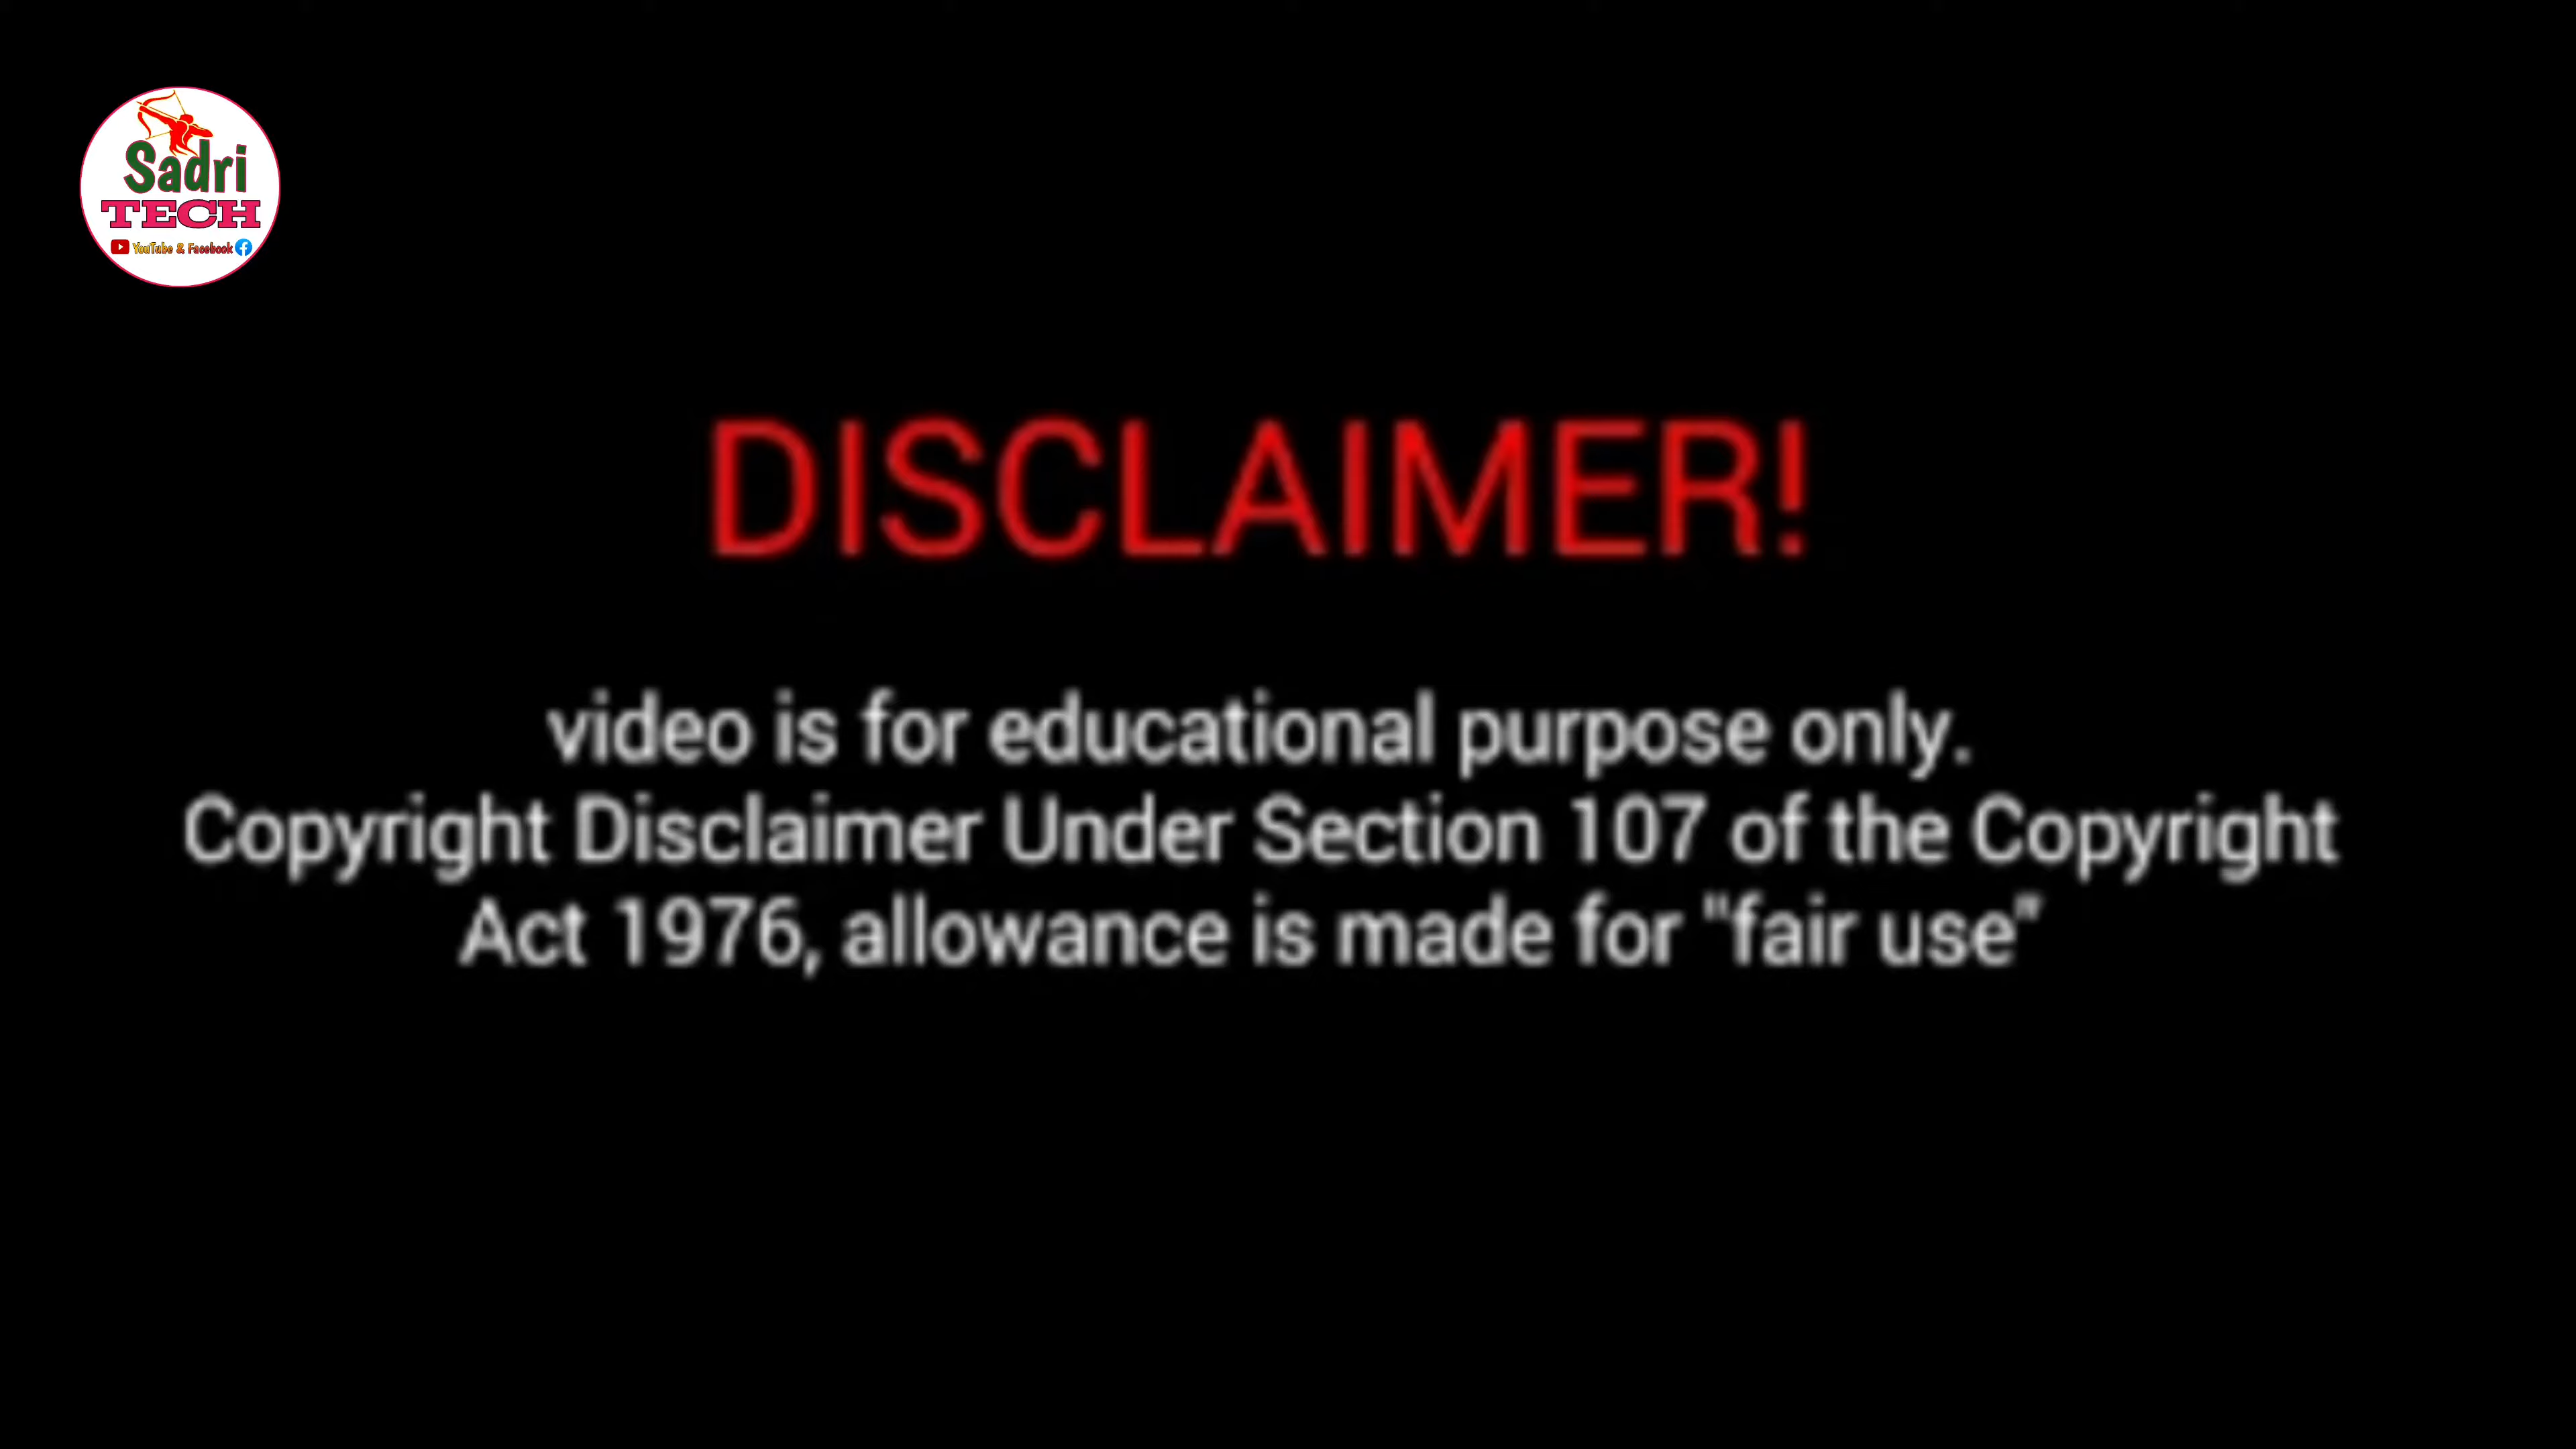 Sadri
TECH
YouTube & Facebook
DISCLAIMER!
video is for educational purpose only.
Copyright Disclaimer Under Section 107 of the Copyright
Act 1976, allowance is made for "fair use"